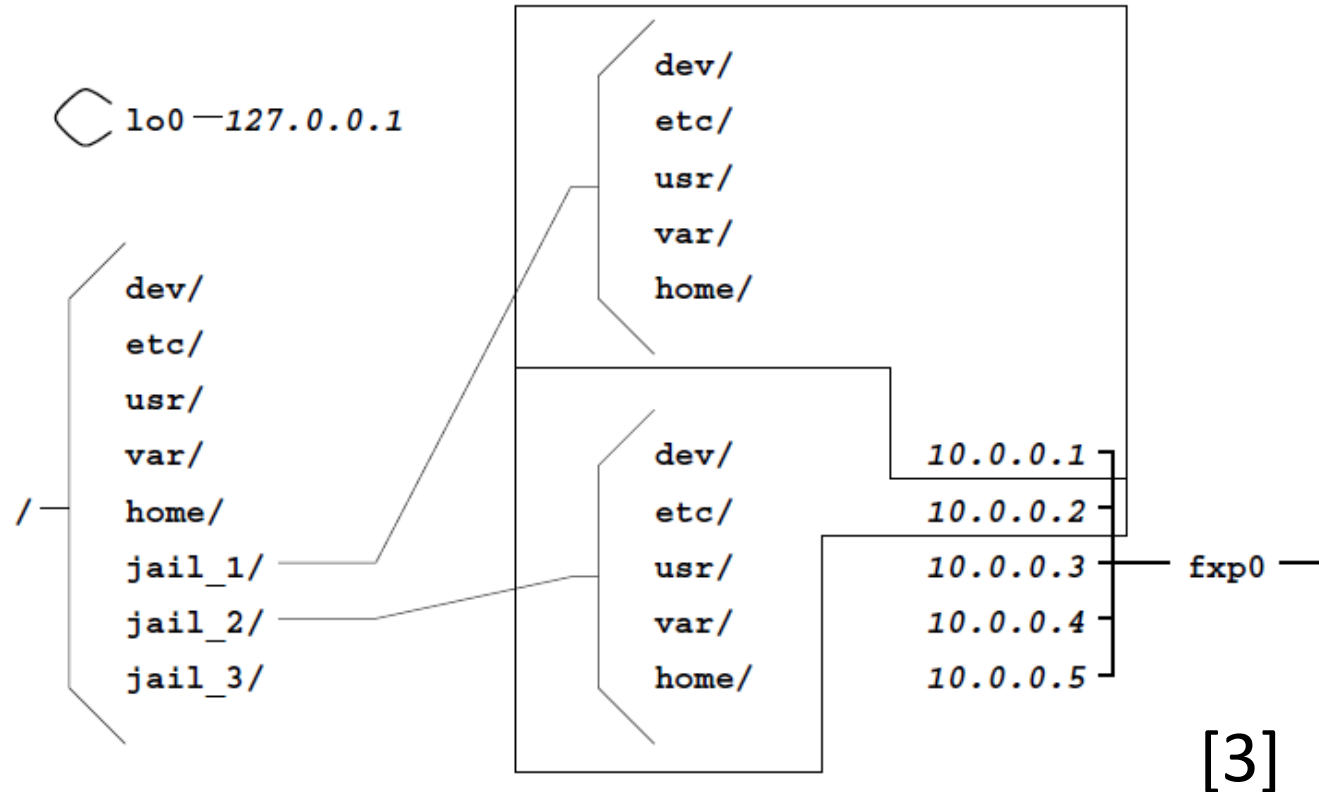 lo0 127.0.0.1
/
dev/
etc/
usr/
var/
home/
jail_1/
jail_2/
jail_3/
dev/
etc/
usr/
var/
home/
dev/
etc/
usr/
var/
home/
10.0.0.1
10.0.0.2
10.0.0.3
10.0.0.4
10.0.0.5
fxp0
[3]